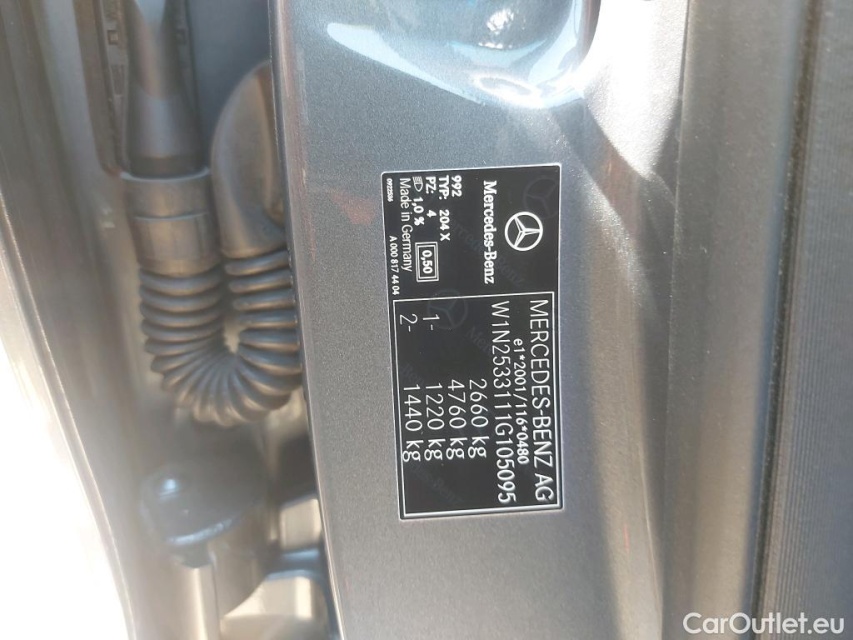 MERCEDES-BENZ AG
e1*2001/116*0480
W1N2533111G105095
2660 kg
4760 kg
1- 1220 kg
2- 1440 kg
Mercedes-Benz
992
TYP: 204 X
PZ: 4
1,0 %
0,50
Made in Germany
0922506 A 000 817 44 04
CarOutlet.eu